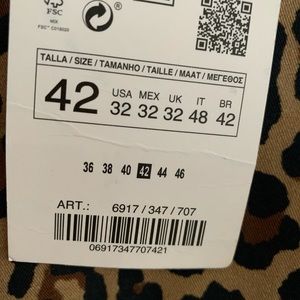 FSC
MIX
FSC™ C018020
®
TALLA / SIZE / TAMANHO / TAILLE / MAAT / ΜΕΓΕΘΟΣ
42
USA MEX UK IT BR
32 32 32 48 42
36 38 40 42 44 46
ART.: 6917 / 347 / 707
06917347707421